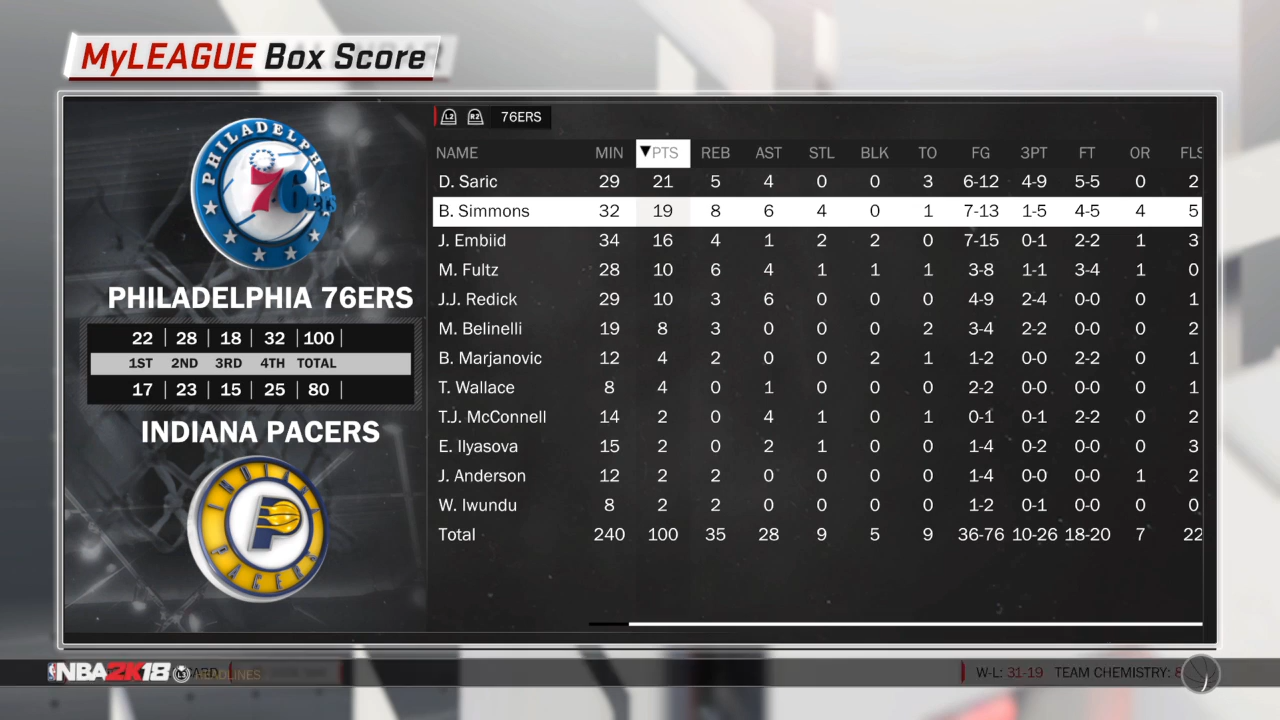 MyLEAGUE Box Score
PHILADELPHIA
76ers
PHILADELPHIA 76ERS
22 28 18 32 100
1ST 2ND 3RD 4TH TOTAL
17 23 15 25 80
INDIANA PACERS
INDIANA
P
PACERS
L2 R2 76ERS
NAME MIN ▼PTS REB AST STL BLK TO FG 3PT FT OR FLS
D. Saric 29 21 5 4 0 0 3 6-12 4-9 5-5 0 2
B. Simmons 32 19 8 6 4 0 1 7-13 1-5 4-5 4 5
J. Embiid 34 16 4 1 2 2 0 7-15 0-1 2-2 1 3
M. Fultz 28 10 6 4 1 1 1 3-8 1-1 3-4 1 0
J.J. Redick 29 10 3 6 0 0 0 4-9 2-4 0-0 0 1
M. Belinelli 19 8 3 0 0 0 2 3-4 2-2 0-0 0 2
B. Marjanovic 12 4 2 0 0 2 1 1-2 0-0 2-2 0 1
T. Wallace 8 4 0 1 0 0 0 2-2 0-0 0-0 0 1
T.J. McConnell 14 2 0 4 1 0 1 0-1 0-1 2-2 0 2
E. Ilyasova 15 2 0 2 1 0 0 1-4 0-2 0-0 0 3
J. Anderson 12 2 2 0 0 0 0 1-4 0-0 0-0 1 2
W. Iwundu 8 2 2 0 0 0 0 1-2 0-1 0-0 0 0
Total 240 100 35 28 9 5 9 36-76 10-26 18-20 7 22
NBA2K18 HEADLINES
W-L: 31-19 TEAM CHEMISTRY: